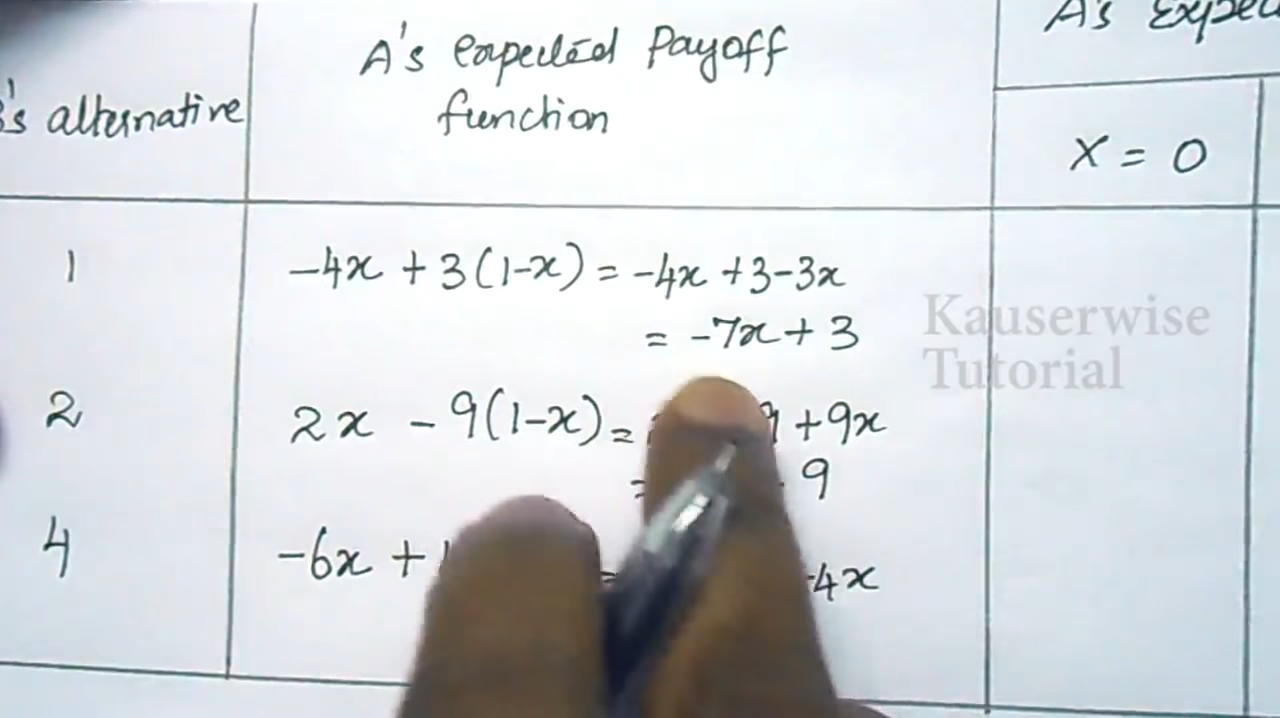 's alternative
A's expected Payoff
function
A's Expec
X = 0
1
-4x + 3(1-x) = -4x + 3 - 3x
= -7x + 3
2
2x - 9(1-x) = 9 + 9x
= 9
4
-6x + = 4x
Kauserwise
Tutorial